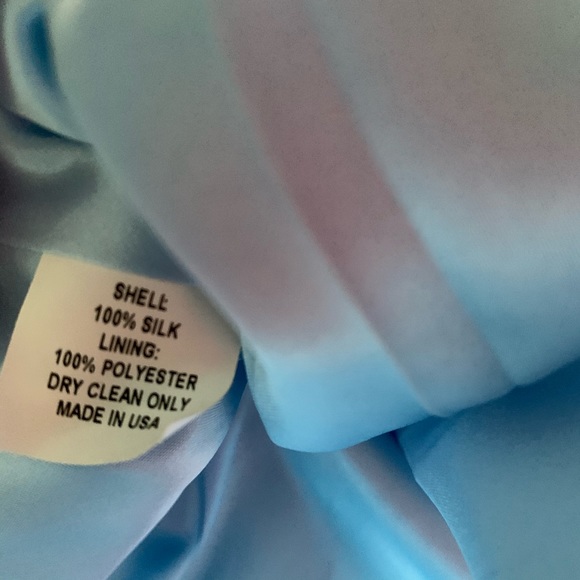 SHELL:
100% SILK
LINING:
100% POLYESTER
DRY CLEAN ONLY
MADE IN USA